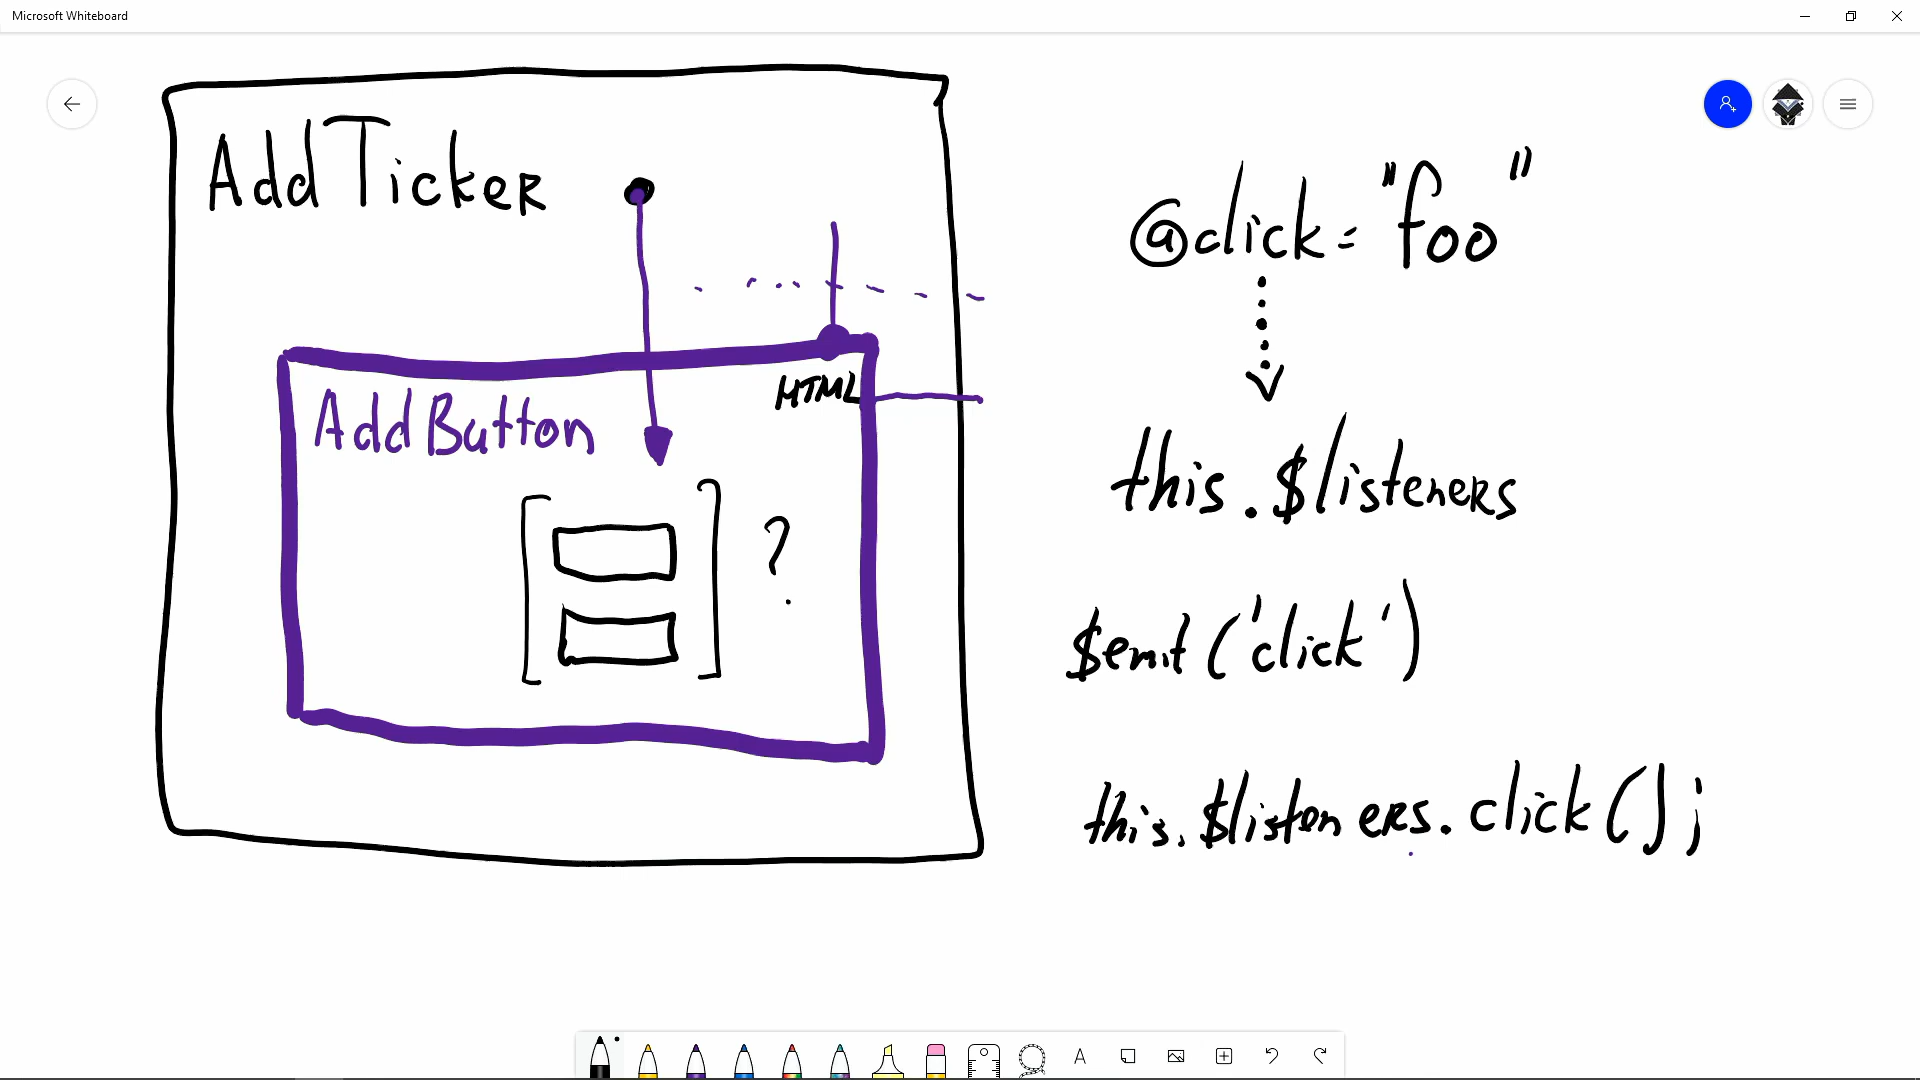 Microsoft Whiteboard
AddTicker
@click="foo"
HTML
AddButton
this.$listeners
?
$emit('click')
this.$listeners.click();
A